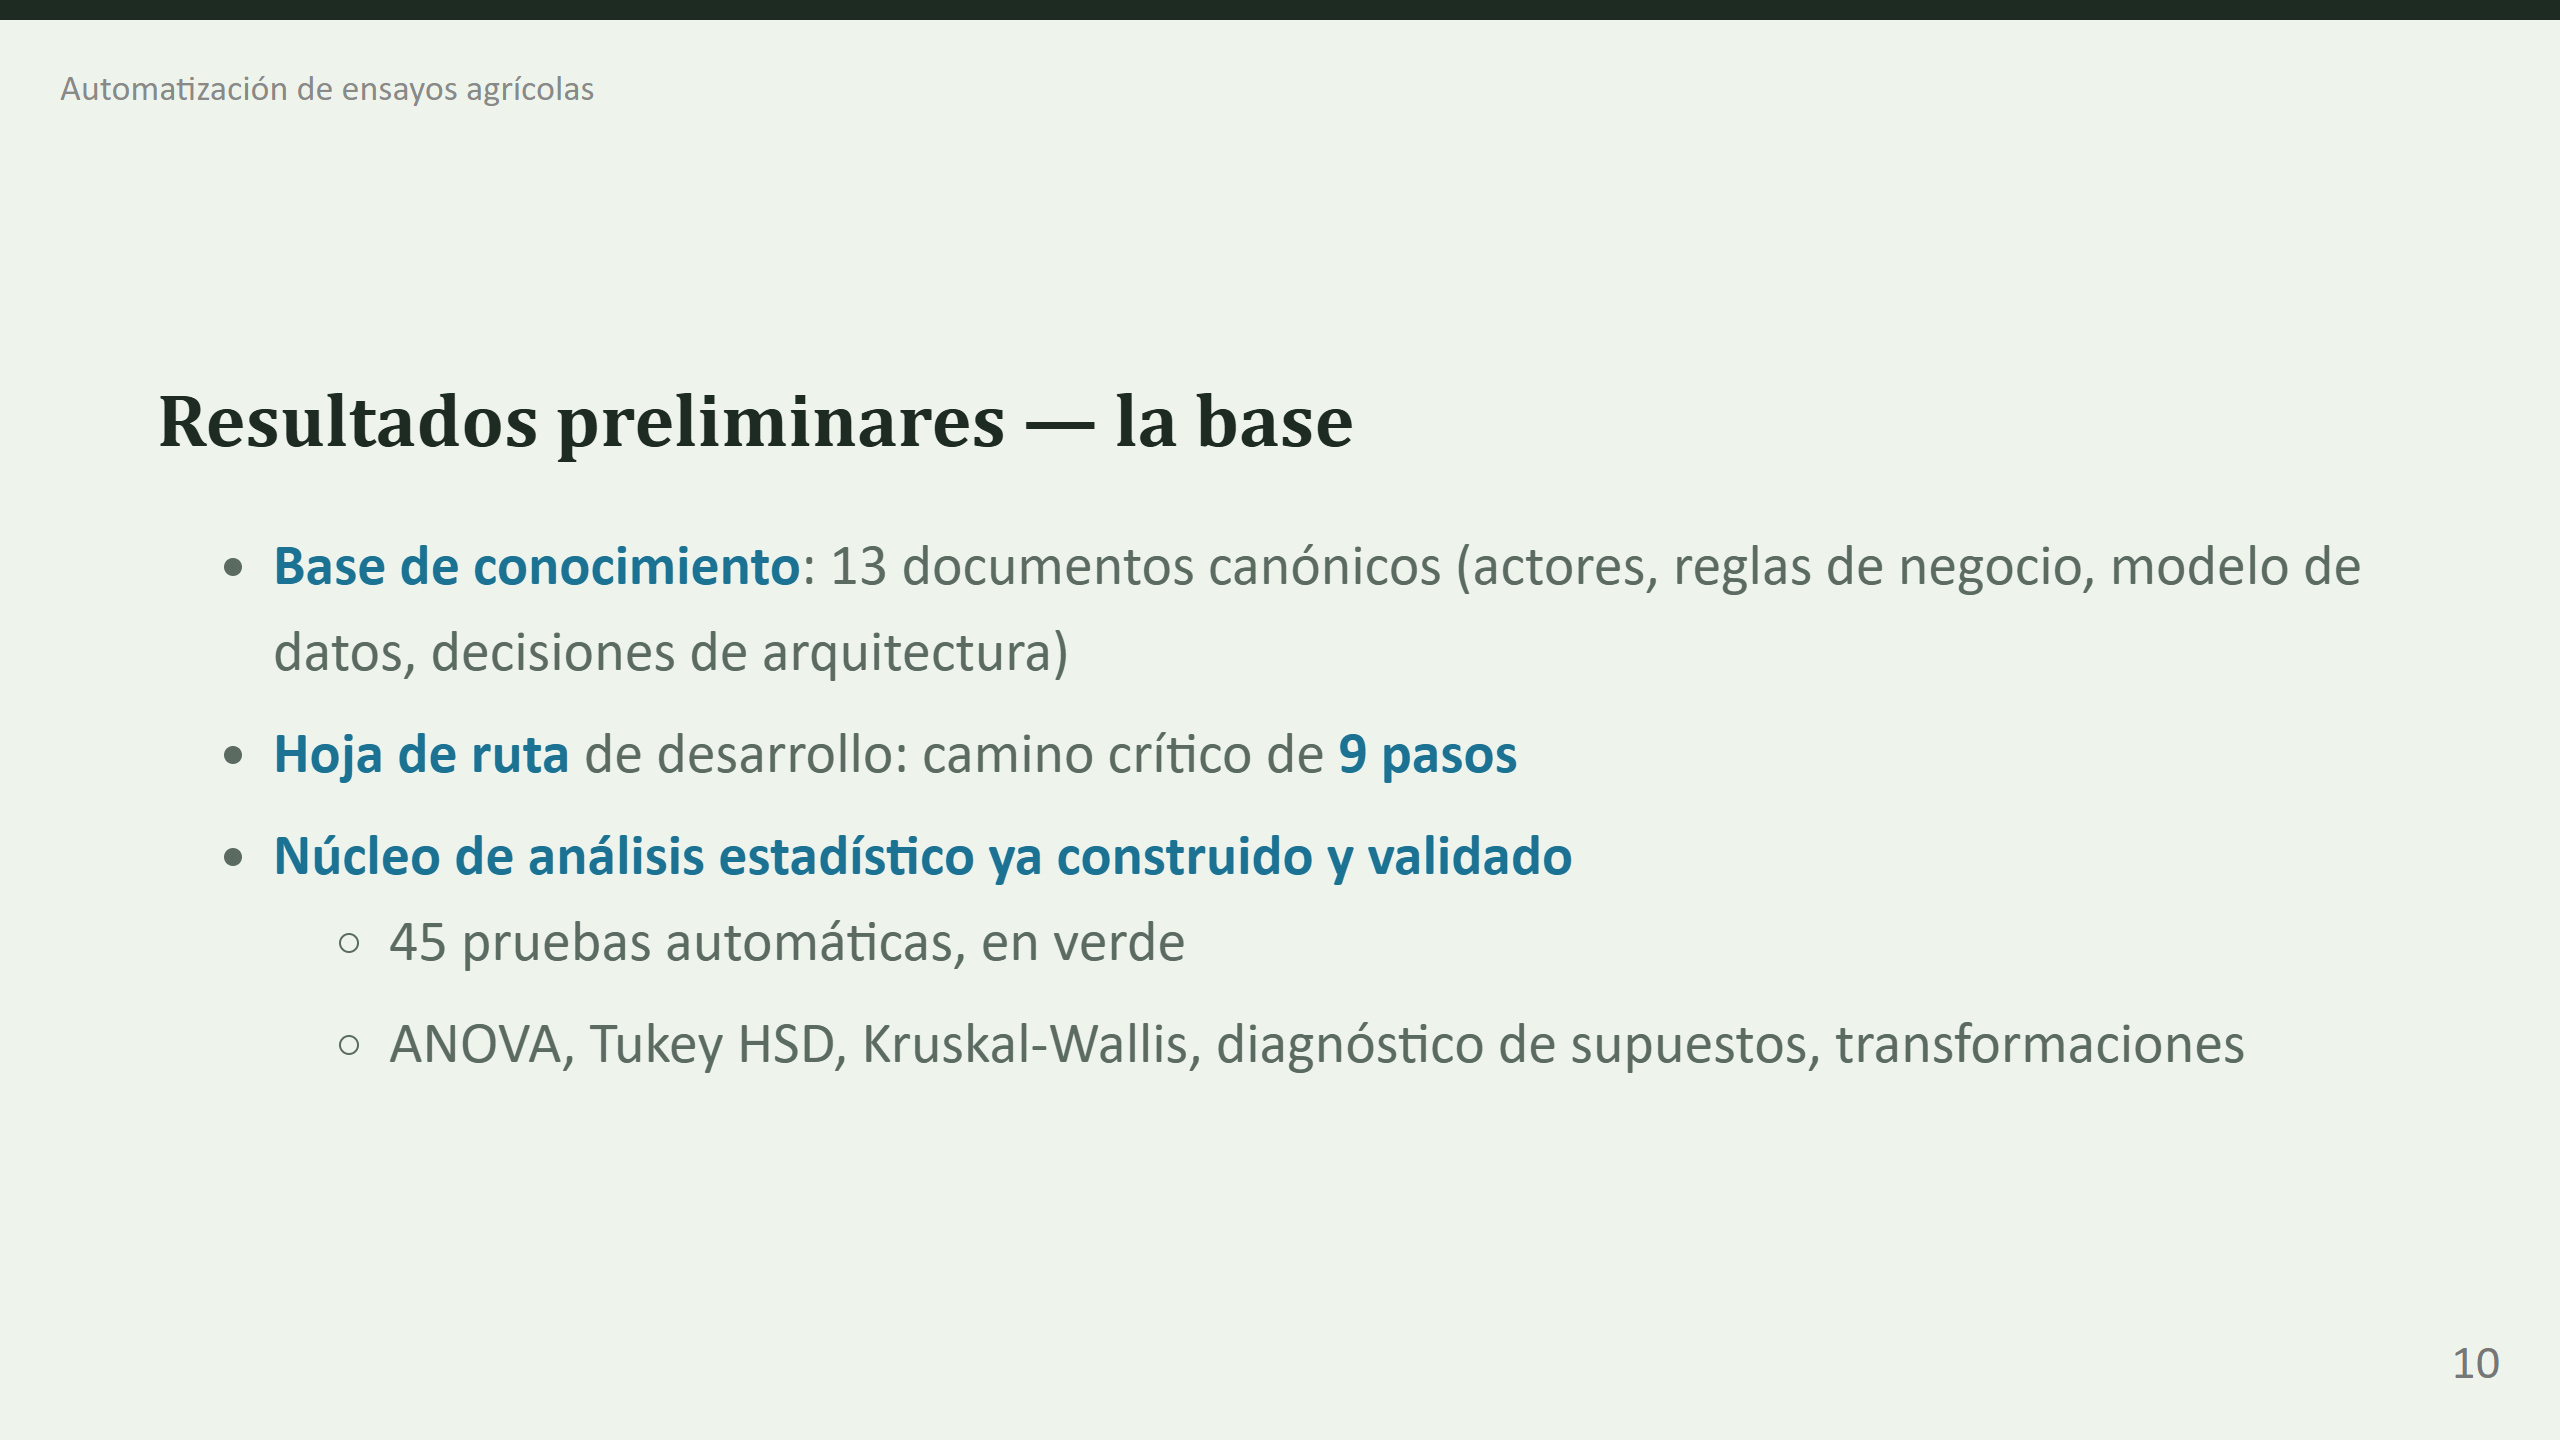 Automatización de ensayos agrícolas
Resultados preliminares — la base
• Base de conocimiento: 13 documentos canónicos (actores, reglas de negocio, modelo de
datos, decisiones de arquitectura)
• Hoja de ruta de desarrollo: camino crítico de 9 pasos
• Núcleo de análisis estadístico ya construido y validado
○ 45 pruebas automáticas, en verde
○ ANOVA, Tukey HSD, Kruskal-Wallis, diagnóstico de supuestos, transformaciones
10